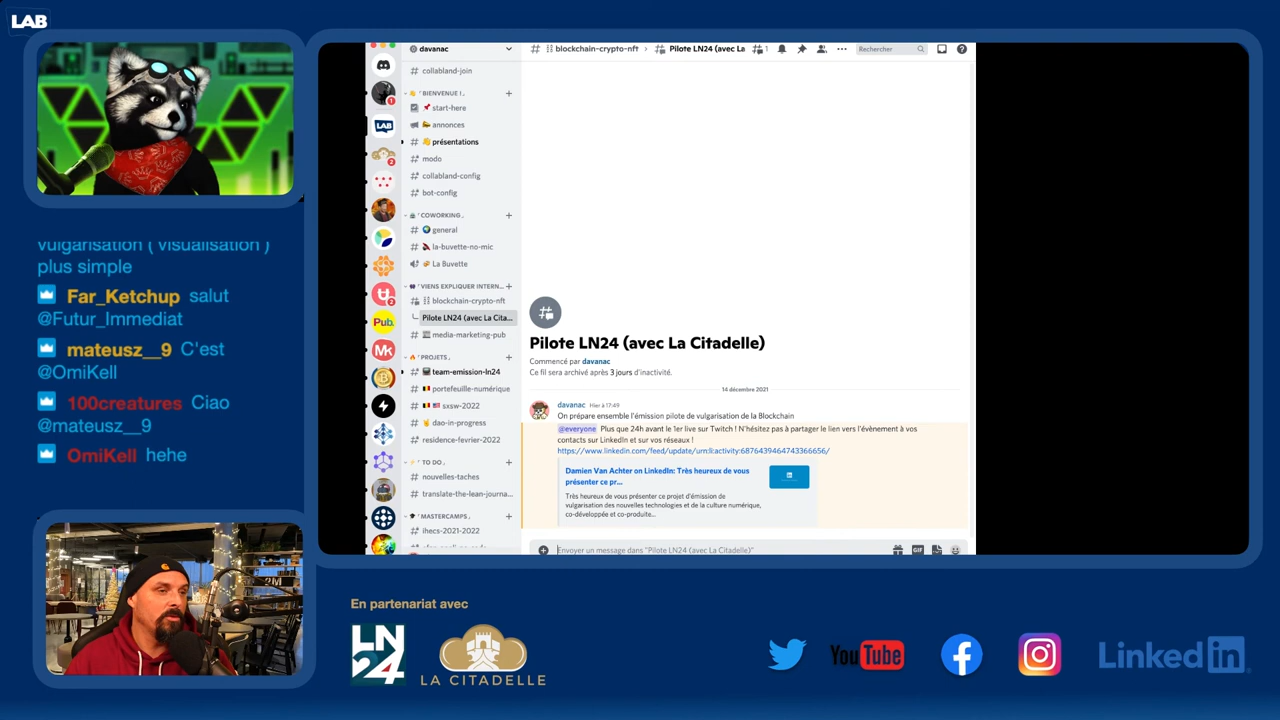 LAB
vulgarisation ( visualisation )
plus simple
Far_Ketchup salut
@Futur_Immediat
mateusz__9 C'est
@OmiKell
100creatures Ciao
@mateusz__9
OmiKell hehe
davanac
collabland-join
BIENVENUE !
start-here
annonces
présentations
modo
collabland-config
bot-config
COWORKING
general
la-buvette-no-mic
La Buvette
VIENS EXPLIQUER INTERN...
blockchain-crypto-nft
Pilote LN24 (avec La Cita...
media-marketing-pub
PROJETS
team-emission-ln24
portefeuille-numérique
sxsw-2022
dao-in-progress
residence-fevrier-2022
TO DO
nouvelles-taches
translate-the-lean-journa...
MASTERCAMPS
ihecs-2021-2022
LAB
Pub.
Mk
blockchain-crypto-nft > Pilote LN24 (avec La
1
Rechercher
Pilote LN24 (avec La Citadelle)
Commencé par davanac
Ce fil sera archivé après 3 jours d'inactivité.
14 décembre 2021
davanac Hier à 17:49
On prépare ensemble l'émission pilote de vulgarisation de la Blockchain
@everyone Plus que 24h avant le 1er live sur Twitch ! N'hésitez pas à partager le lien vers l'évènement à vos
contacts sur LinkedIn et sur vos réseaux !
https://www.linkedin.com/feed/update/urn:li:activity:6876439464743366656/
Damien Van Achter on LinkedIn: Très heureux de vous
présenter ce pr...
Très heureux de vous présenter ce projet d'émission de
vulgarisation des nouvelles technologies et de la culture numérique,
co-développée et co-produite...
Envoyer un message dans "Pilote LN24 (avec La Citadelle)"
GIF
En partenariat avec
LN
24
LA CITADELLE
YouTube
LinkedIn